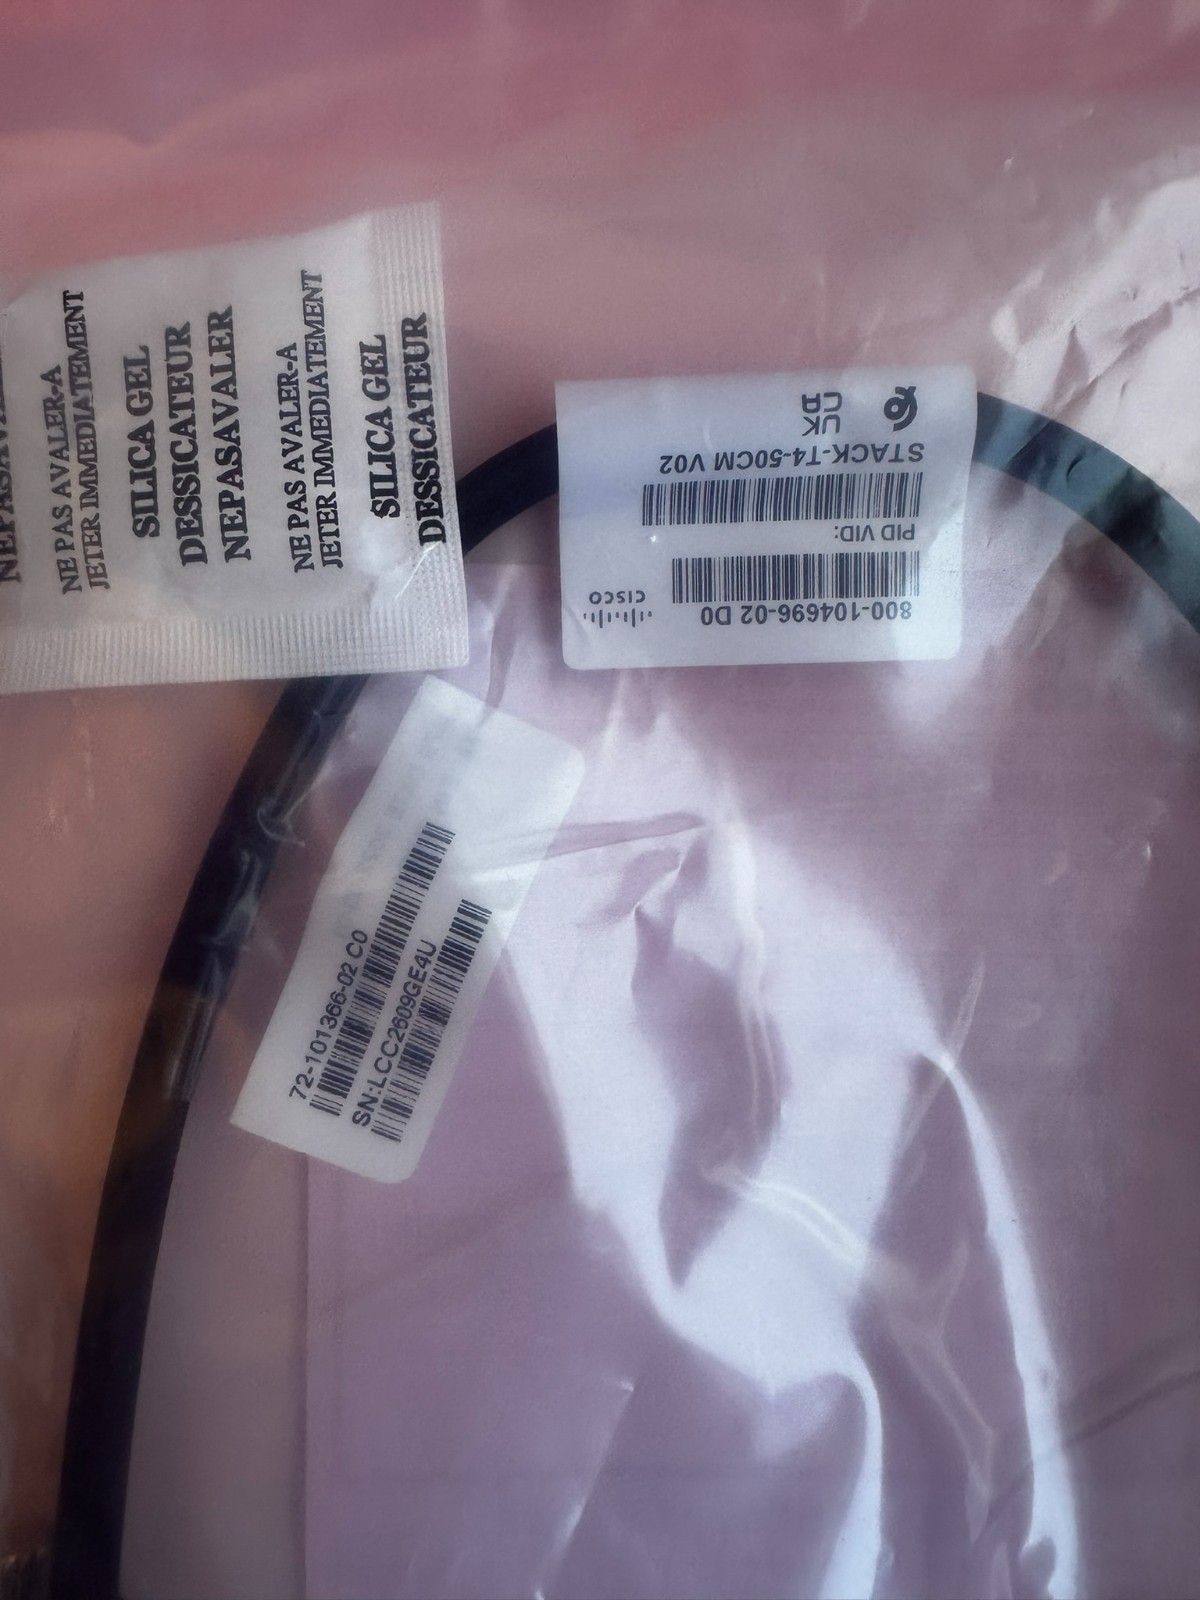 NE PAS AVALER-A
JETER IMMEDIATEMENT
SILICA GEL
DESSICATEUR
NEPASAVALER
NE PAS AVALER-A
JETER IMMEDIATEMENT
SILICA GEL
DESSICATEUR
800-104696-02 D0
CISCO
PID VID:
STACK-T4-50CM V02
UK
CA
72-101366-02 C0
SN:LCC2609GE4U